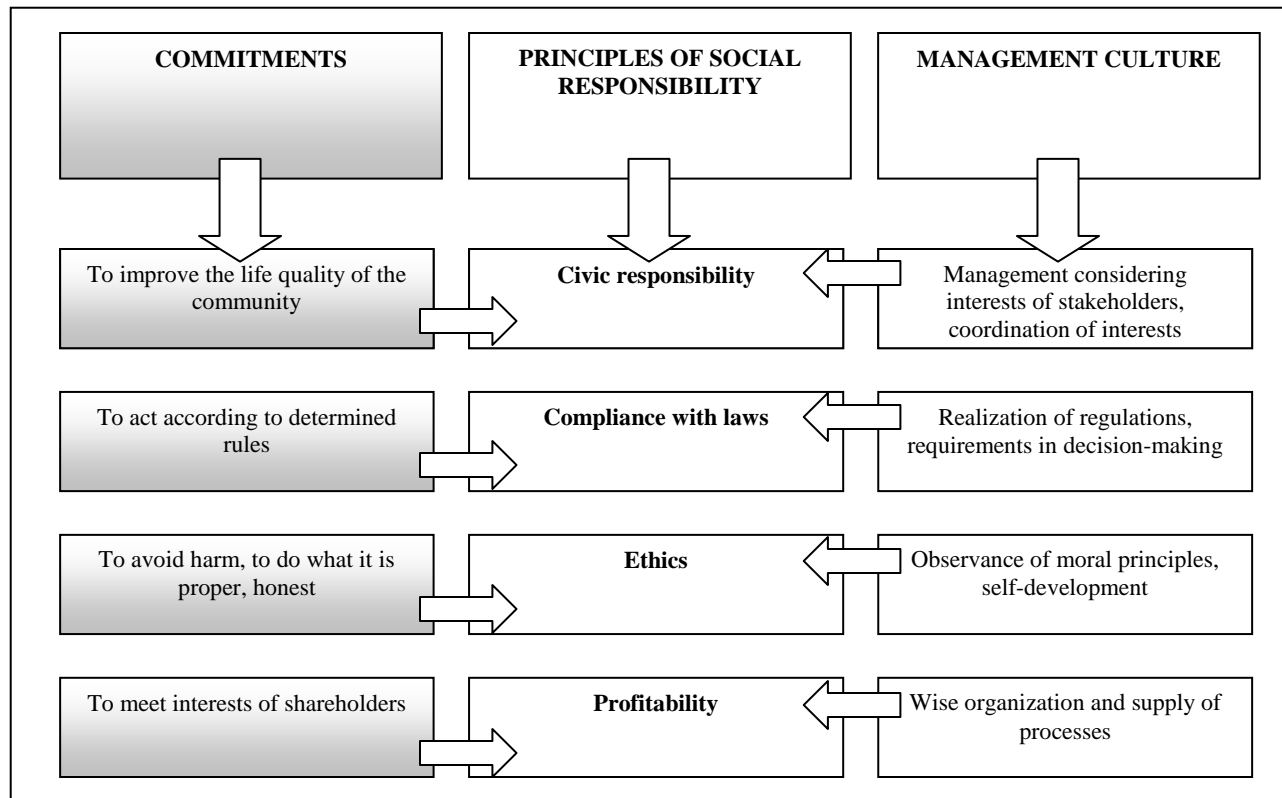 COMMITMENTS
PRINCIPLES OF SOCIAL
RESPONSIBILITY
MANAGEMENT CULTURE
To improve the life quality of the
community
Civic responsibility
Management considering
interests of stakeholders,
coordination of interests
To act according to determined
rules
Compliance with laws
Realization of regulations,
requirements in decision-making
To avoid harm, to do what it is
proper, honest
Ethics
Observance of moral principles,
self-development
To meet interests of shareholders
Profitability
Wise organization and supply of
processes